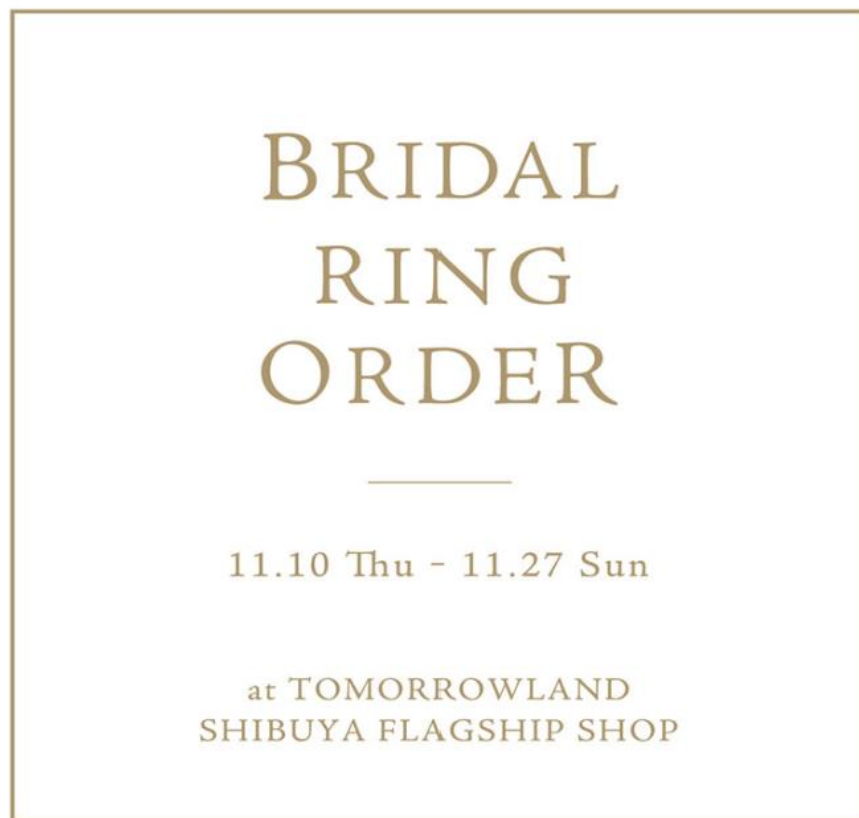 BRIDAL
RING
ORDER
11.10 Thu - 11.27 Sun
at TOMORROWLAND
SHIBUYA FLAGSHIP SHOP